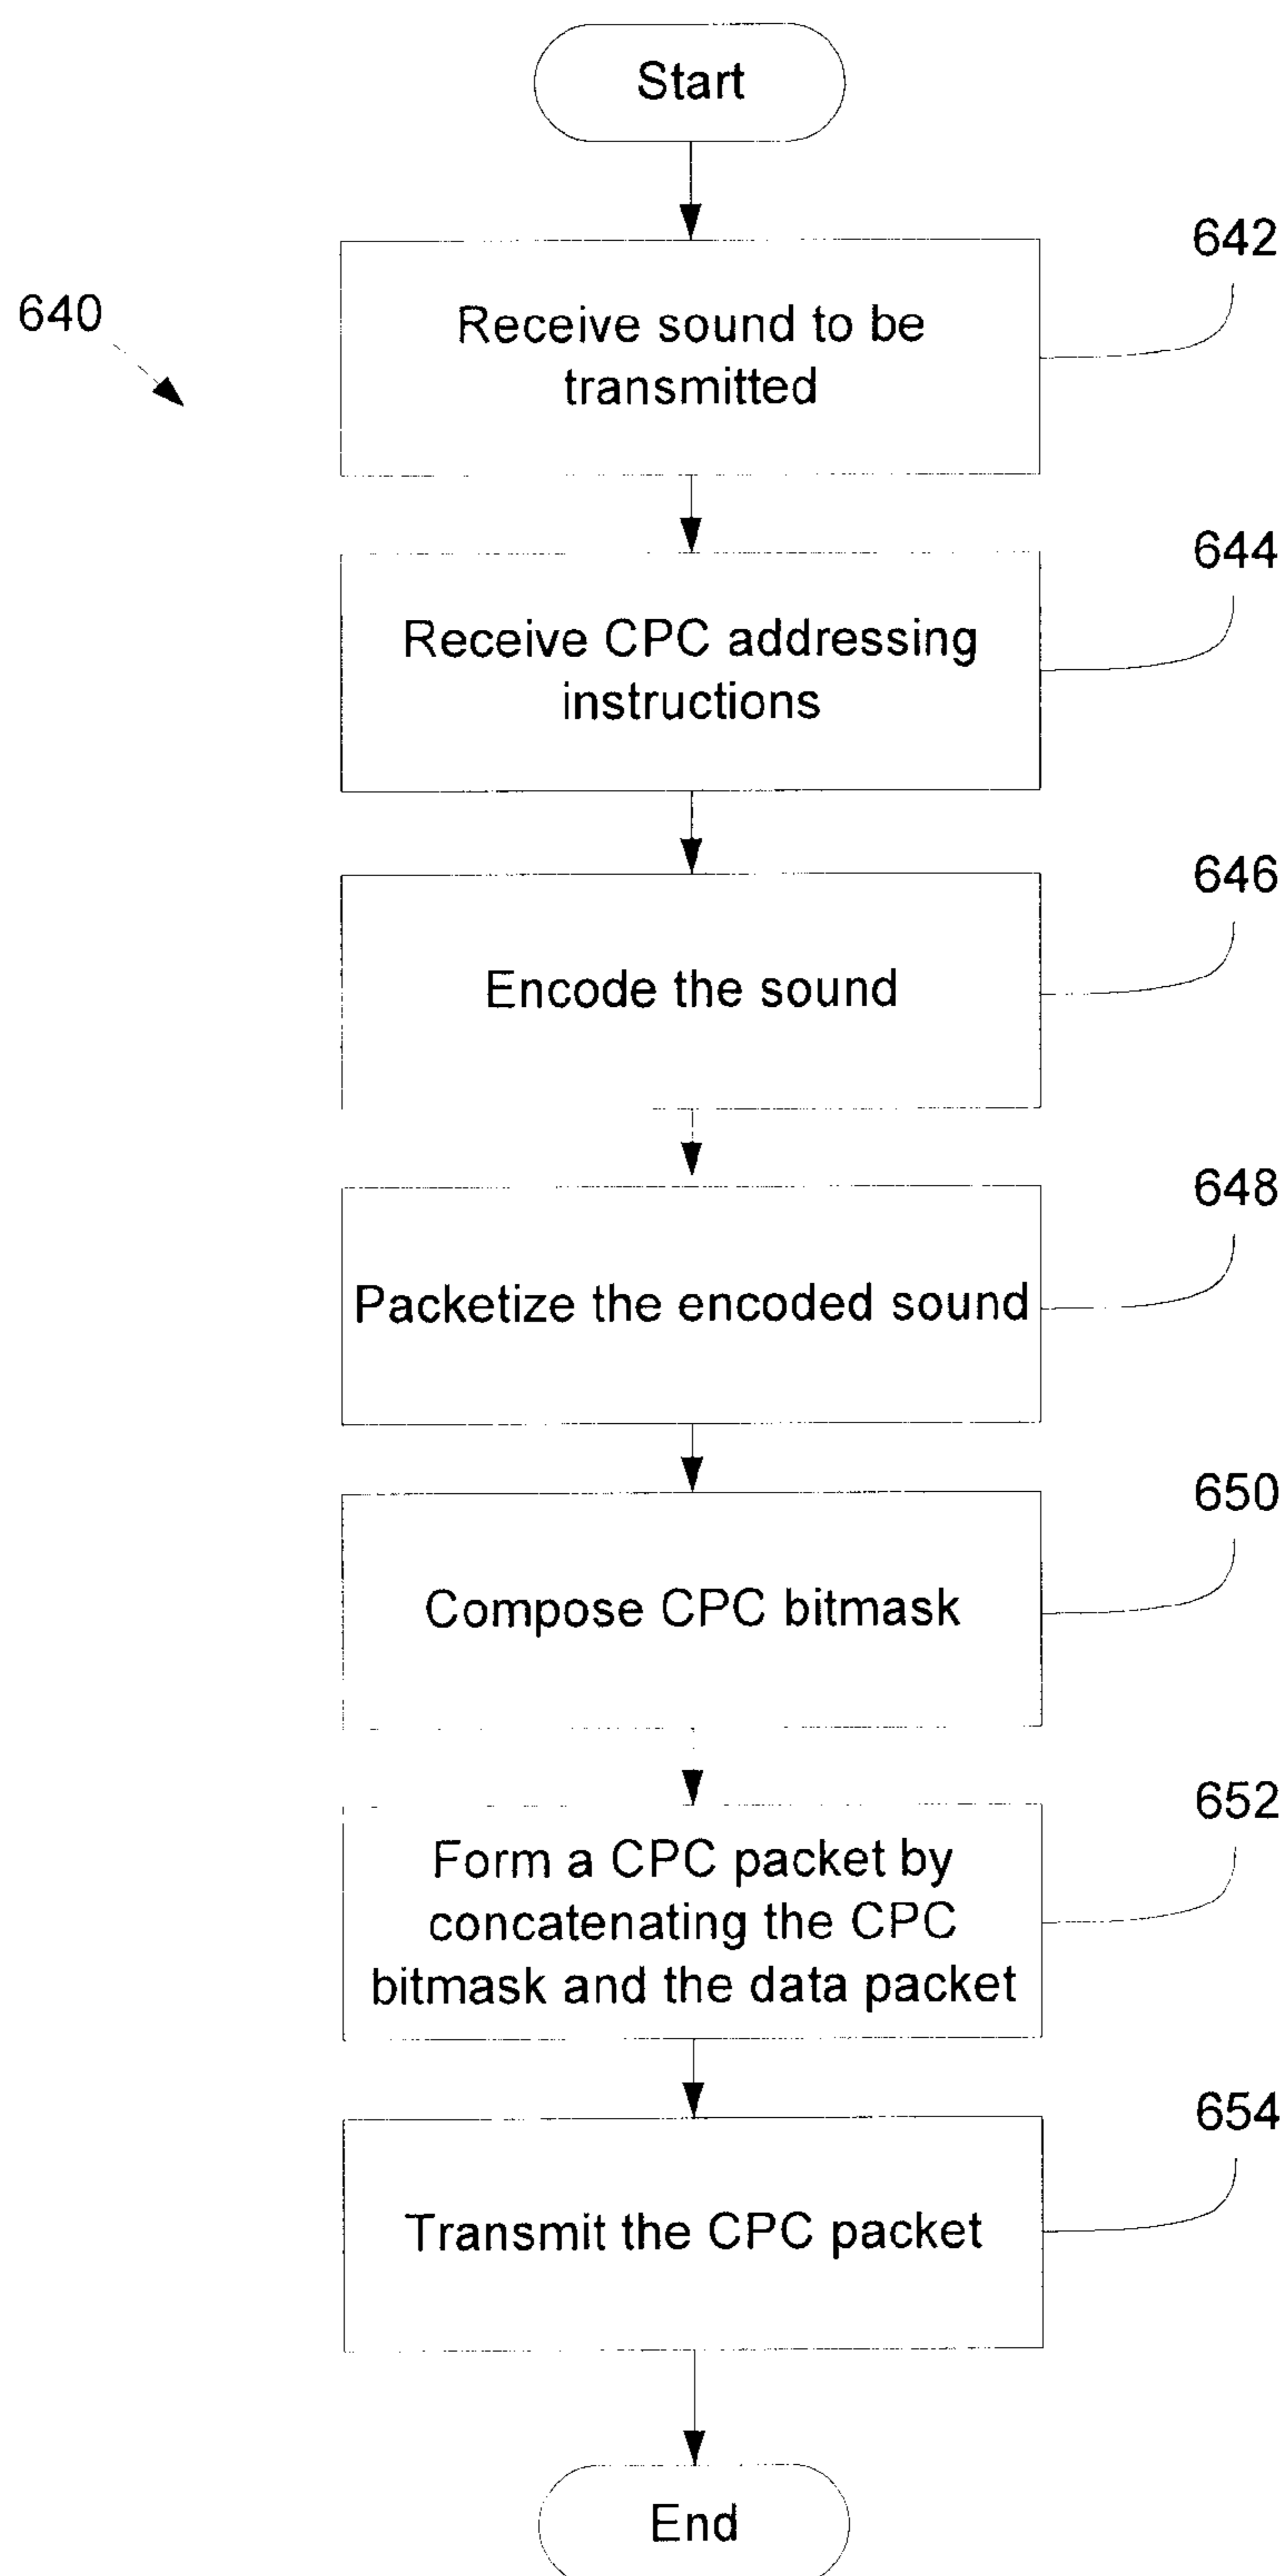 Start
642
640
Receive sound to be
transmitted
644
Receive CPC addressing
instructions
646
Encode the sound
648
Packetize the encoded sound
650
Compose CPC bitmask
652
Form a CPC packet by
concatenating the CPC
bitmask and the data packet
654
Transmit the CPC packet
End